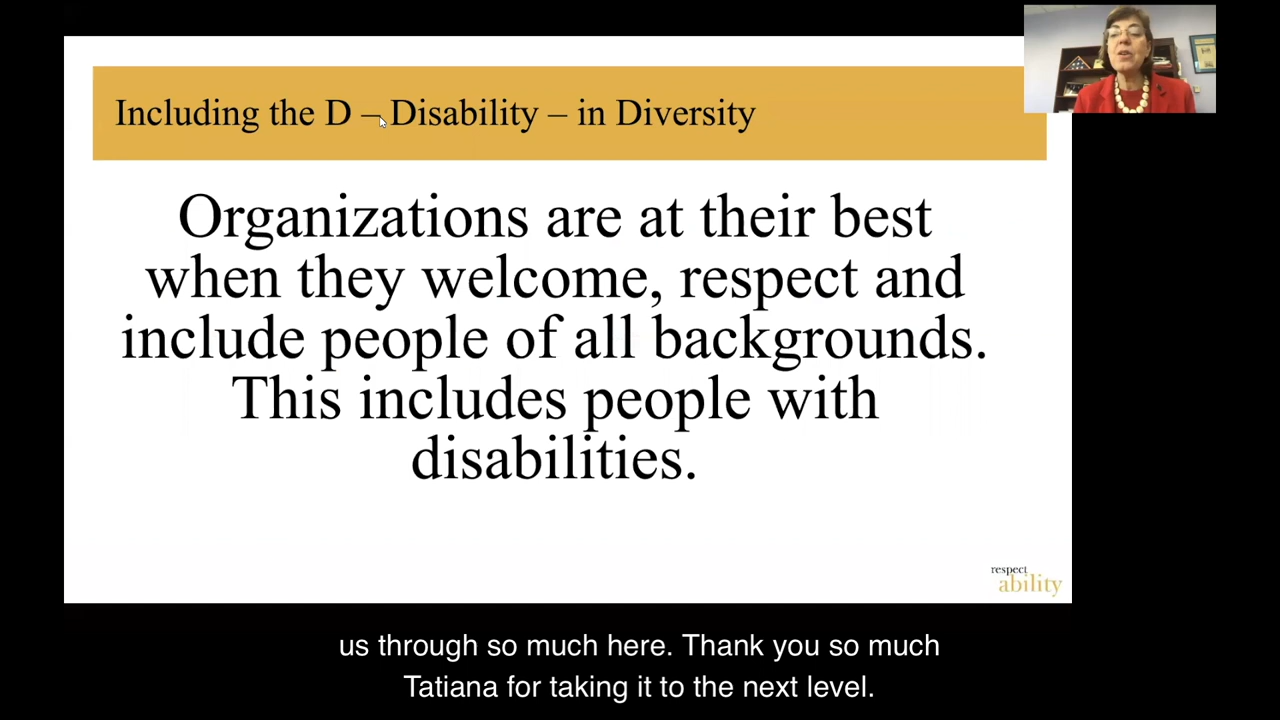 Including the D – Disability – in Diversity
Organizations are at their best
when they welcome, respect and
include people of all backgrounds.
This includes people with
disabilities.
respect
ability
us through so much here. Thank you so much
Tatiana for taking it to the next level.